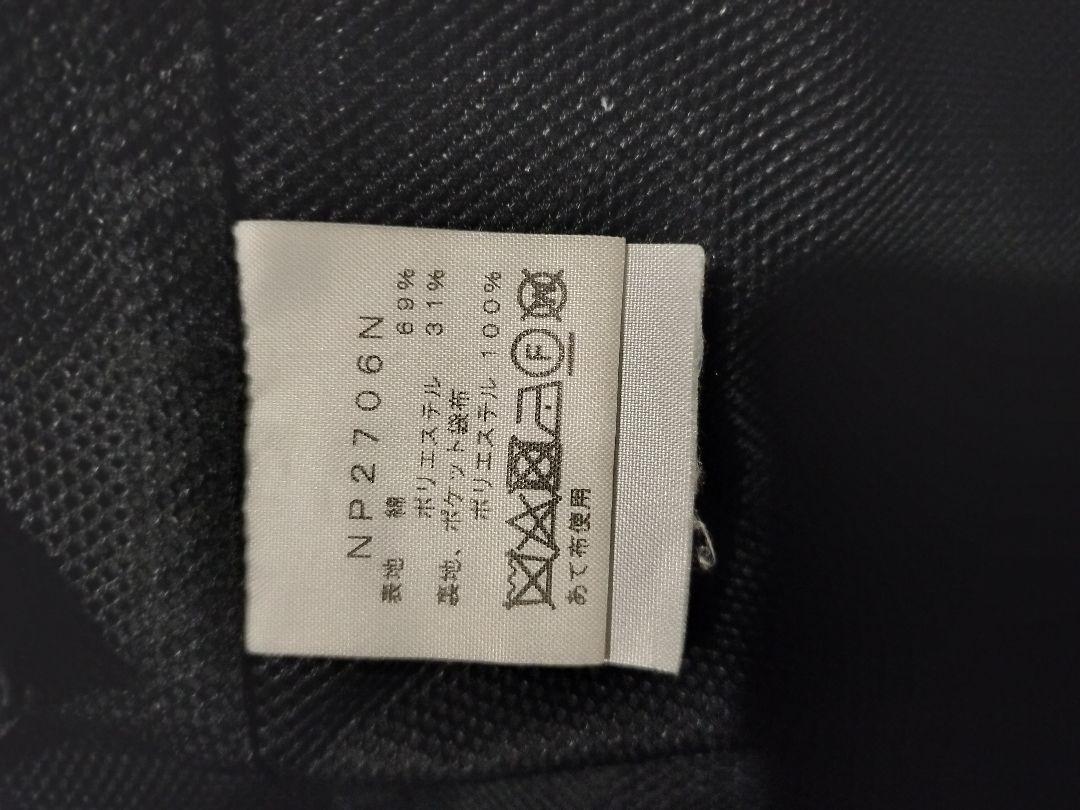 NP2706N
表地 綿 69%
ポリエステル 31%
裏地、ポケット袋布
ポリエステル 100%
F W
あて布使用